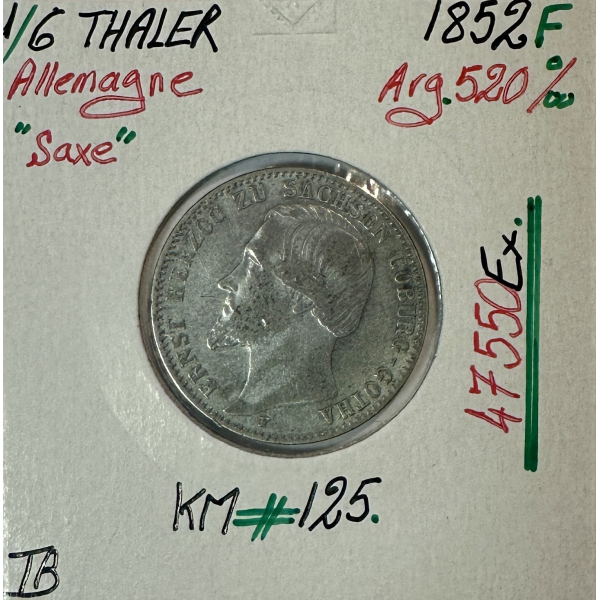 1/6 THALER 1852 F
Allemagne Arg. 520 °/°°
"Saxe"
ERNST HERZOG ZU SACHSEN COBURG-GOTHA
F
47550 Ex.
KM # 125.
TB